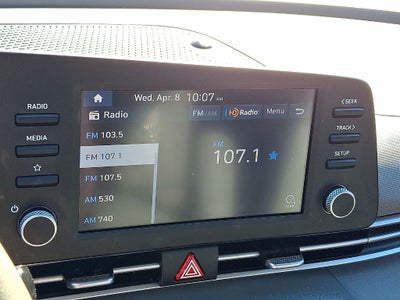 Wed, Apr. 8 10:07 AM
Radio FM / AM HD Radio Menu
FM 103.5
FM 107.1
FM 107.5
AM 530
AM 740
FM
107.1
RADIO
MEDIA
< SEEK
TRACK >
SETUP